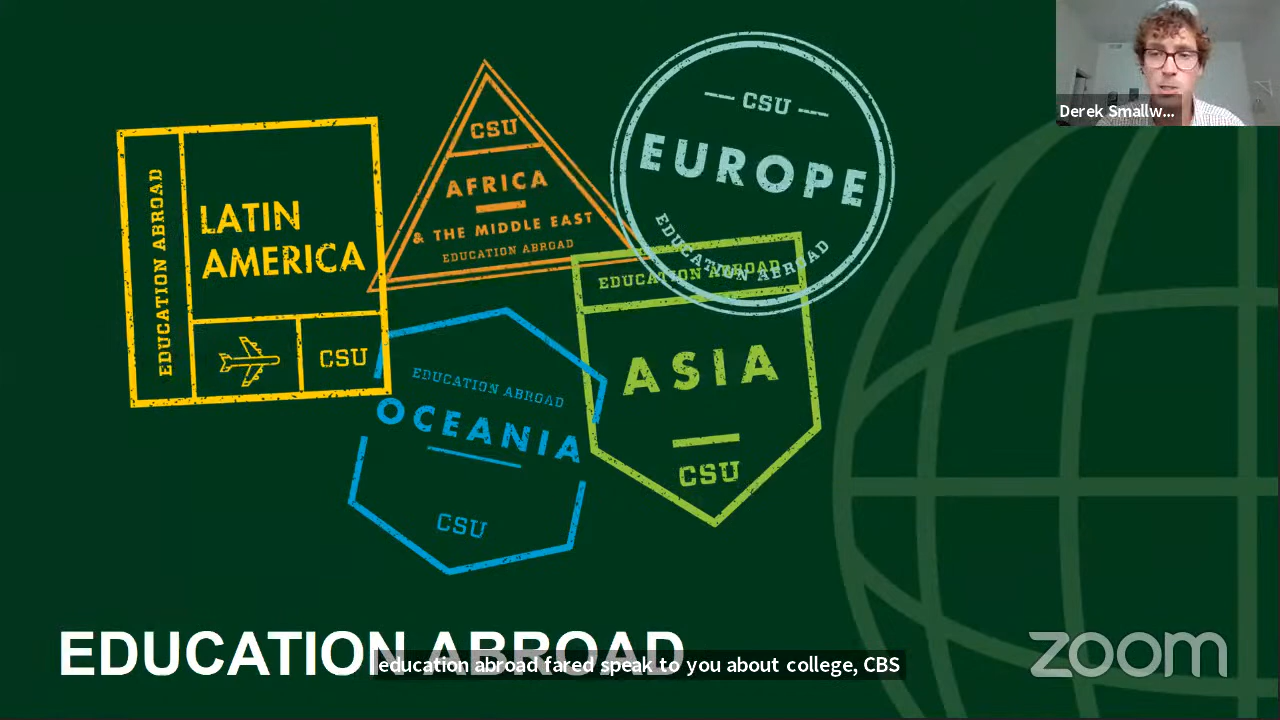 Derek Smallw...
EDUCATION ABROAD
LATIN
AMERICA
CSU
CSU
AFRICA
& THE MIDDLE EAST
EDUCATION ABROAD
— CSU —
EUROPE
EDUCATION ABROAD
EDUCATION ABROAD
ASIA
CSU
EDUCATION ABROAD
OCEANIA
CSU
EDUCATION ABROAD
education abroad fared speak to you about college, CBS
zoom